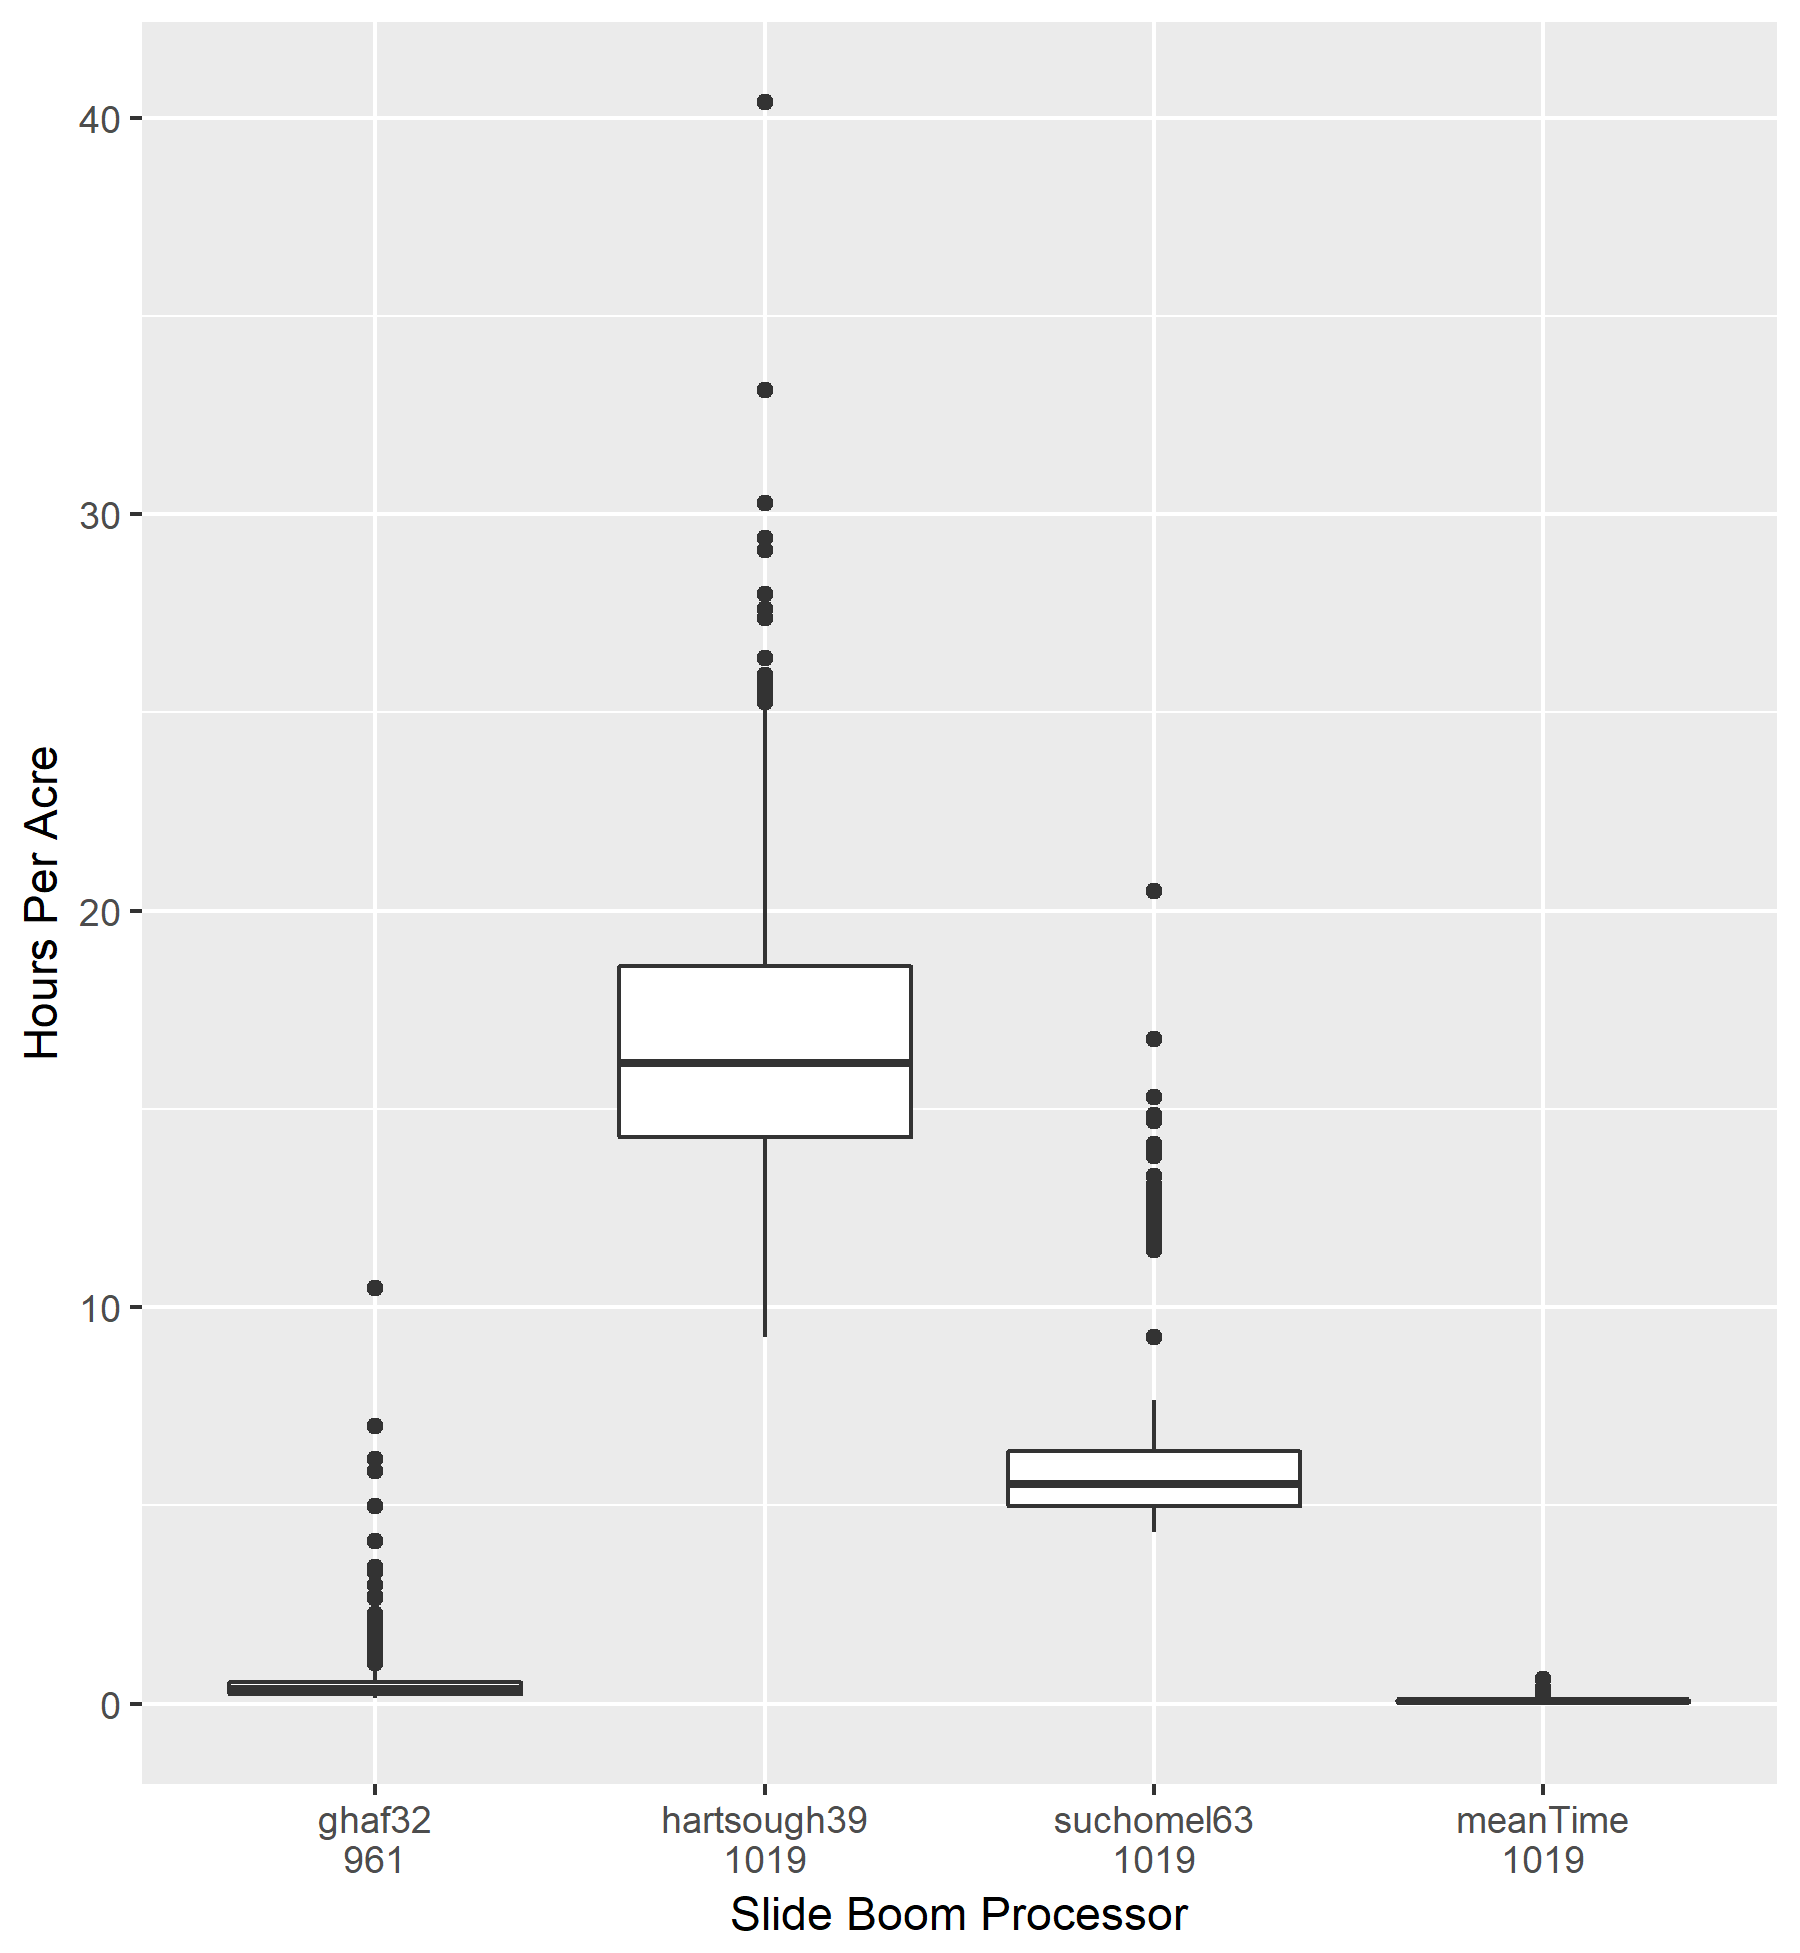 40
30
20
10
0
Hours Per Acre
ghaf32
961
hartsough39
1019
suchomel63
1019
meanTime
1019
Slide Boom Processor